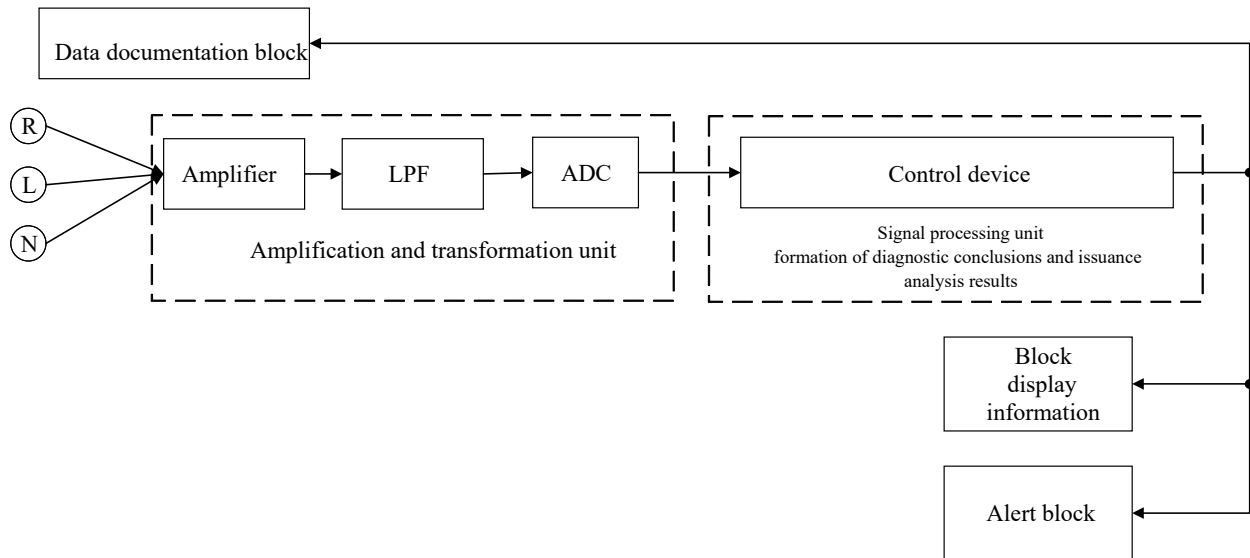 Data documentation block
R
L
N
Amplifier
LPF
ADC
Control device
Amplification and transformation unit
Signal processing unit
formation of diagnostic conclusions and issuance
analysis results
Block
display
information
Alert block